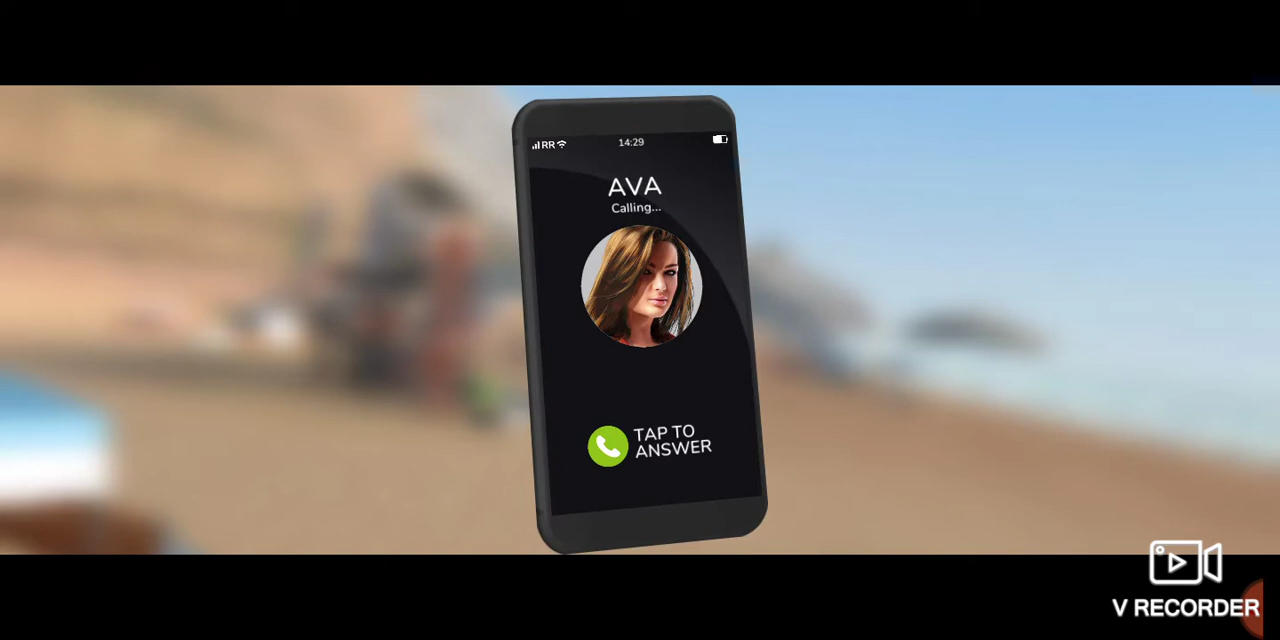 RR
14:29
AVA
Calling...
TAP TO
ANSWER
V RECORDER